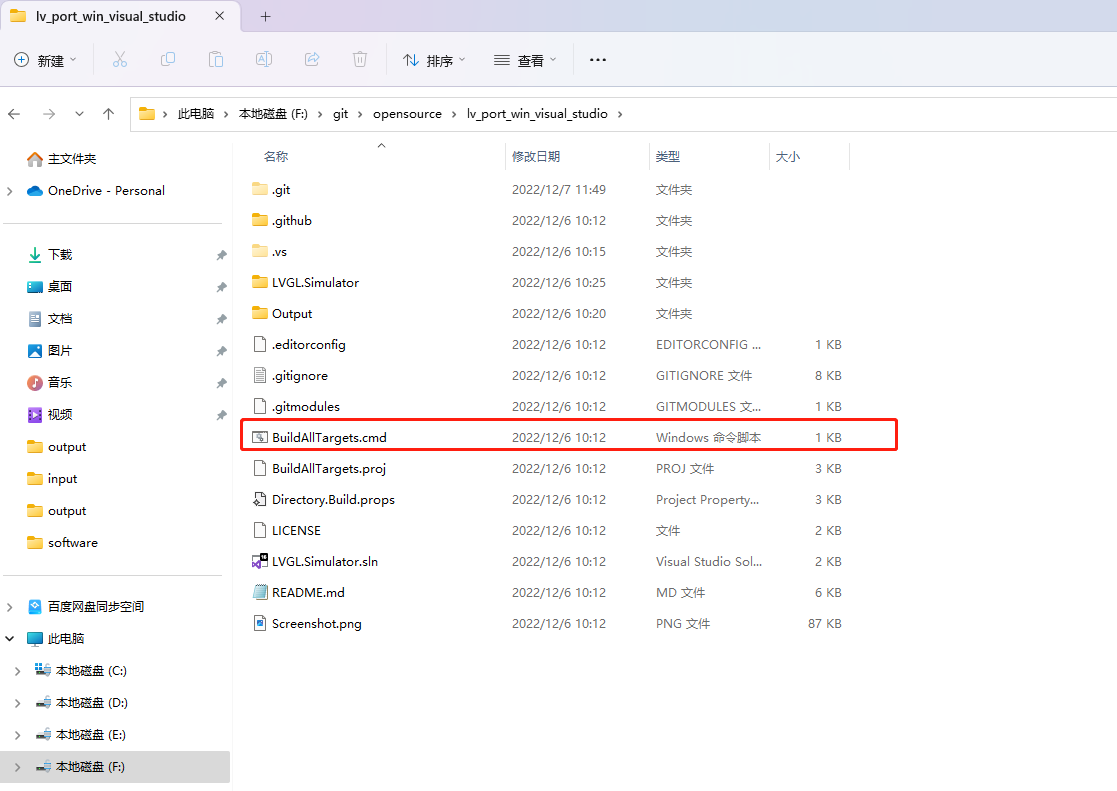 lv_port_win_visual_studio
新建
排序
查看
此电脑 本地磁盘 (F:) git opensource lv_port_win_visual_studio
主文件夹
OneDrive - Personal
下载
桌面
文档
图片
音乐
视频
output
input
output
software
百度网盘同步空间
此电脑
本地磁盘 (C:)
本地磁盘 (D:)
本地磁盘 (E:)
本地磁盘 (F:)
名称 修改日期 类型 大小
.git 2022/12/7 11:49 文件夹
.github 2022/12/6 10:12 文件夹
.vs 2022/12/6 10:15 文件夹
LVGL.Simulator 2022/12/6 10:25 文件夹
Output 2022/12/6 10:20 文件夹
.editorconfig 2022/12/6 10:12 EDITORCONFIG ... 1 KB
.gitignore 2022/12/6 10:12 GITIGNORE 文件 8 KB
.gitmodules 2022/12/6 10:12 GITMODULES 文... 1 KB
BuildAllTargets.cmd 2022/12/6 10:12 Windows 命令脚本 1 KB
BuildAllTargets.proj 2022/12/6 10:12 PROJ 文件 3 KB
Directory.Build.props 2022/12/6 10:12 Project Property... 3 KB
LICENSE 2022/12/6 10:12 文件 2 KB
LVGL.Simulator.sln 2022/12/6 10:12 Visual Studio Sol... 2 KB
README.md 2022/12/6 10:12 MD 文件 6 KB
Screenshot.png 2022/12/6 10:12 PNG 文件 87 KB